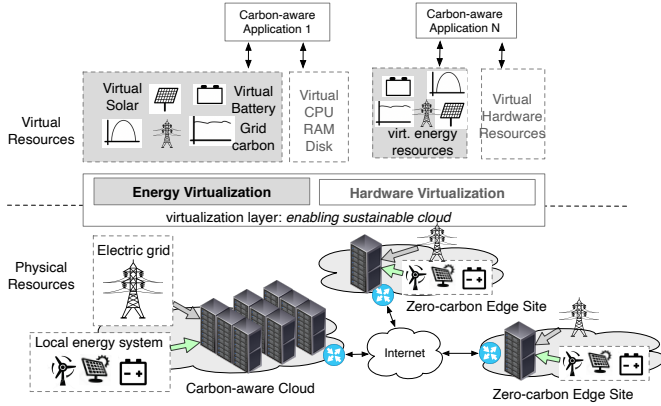 Carbon-aware
Application 1
Carbon-aware
Application N
Virtual
Solar
Virtual
Battery
Grid
carbon
Virtual
CPU
RAM
Disk
virt. energy
resources
Virtual
Hardware
Resources
Virtual
Resources
Energy Virtualization
Hardware Virtualization
virtualization layer: enabling sustainable cloud
Physical
Resources
Electric grid
Local energy system
Carbon-aware Cloud
Internet
Zero-carbon Edge Site
Zero-carbon Edge Site